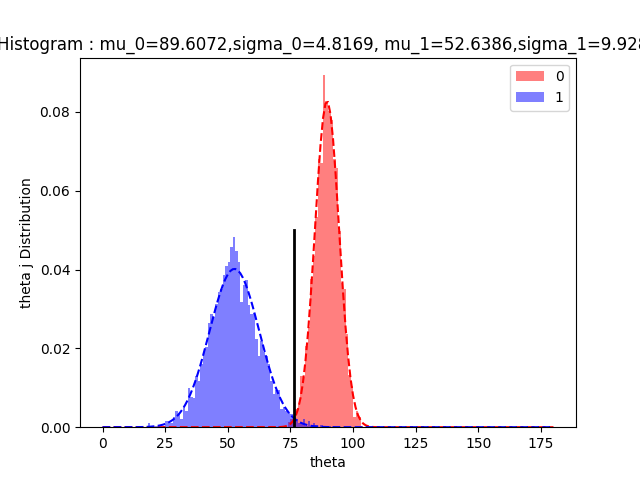 Histogram : mu_0=89.6072,sigma_0=4.8169, mu_1=52.6386,sigma_1=9.928
0
1
theta j Distribution
0.08
0.06
0.04
0.02
0.00
0 25 50 75 100 125 150 175
theta